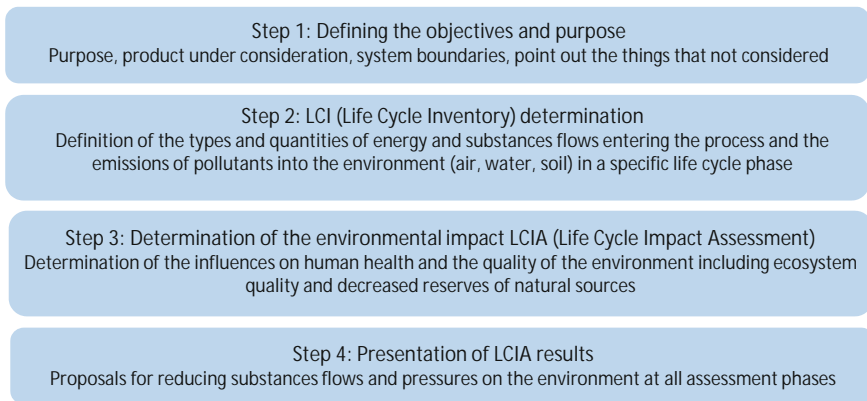 Step 1: Defining the objectives and purpose
Purpose, product under consideration, system boundaries, point out the things that not considered
Step 2: LCI (Life Cycle Inventory) determination
Definition of the types and quantities of energy and substances flows entering the process and the
emissions of pollutants into the environment (air, water, soil) in a specific life cycle phase
Step 3: Determination of the environmental impact LCIA (Life Cycle Impact Assessment)
Determination of the influences on human health and the quality of the environment including ecosystem
quality and decreased reserves of natural sources
Step 4: Presentation of LCIA results
Proposals for reducing substances flows and pressures on the environment at all assessment phases